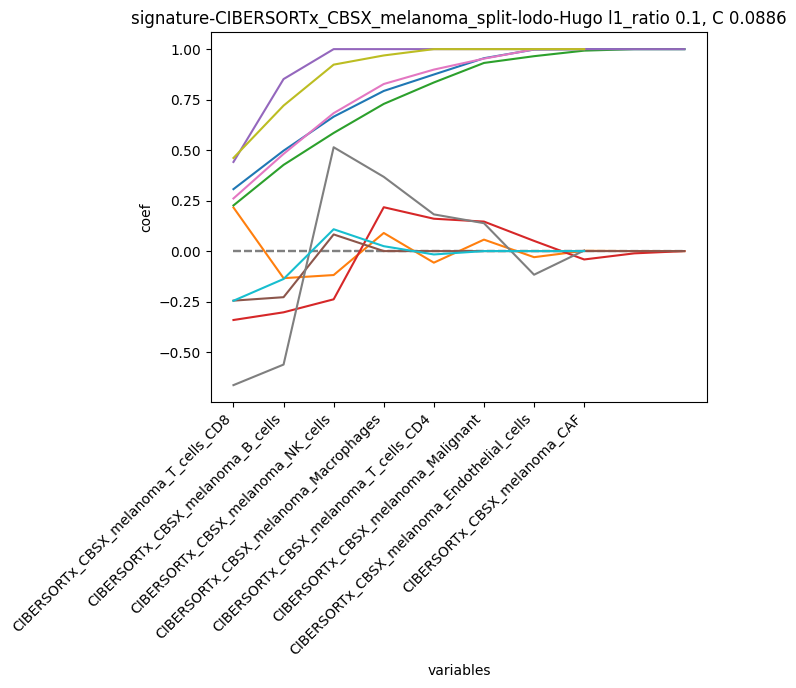 signature-CIBERSORTx_CBSX_melanoma_split-lodo-Hugo l1_ratio 0.1, C 0.0886
1.00
0.75
0.50
0.25
0.00
−0.25
−0.50
coef
CIBERSORTx_CBSX_melanoma_T_cells_CD8
CIBERSORTx_CBSX_melanoma_B_cells
CIBERSORTx_CBSX_melanoma_NK_cells
CIBERSORTx_CBSX_melanoma_Macrophages
CIBERSORTx_CBSX_melanoma_T_cells_CD4
CIBERSORTx_CBSX_melanoma_Malignant
CIBERSORTx_CBSX_melanoma_Endothelial_cells
CIBERSORTx_CBSX_melanoma_CAF
variables